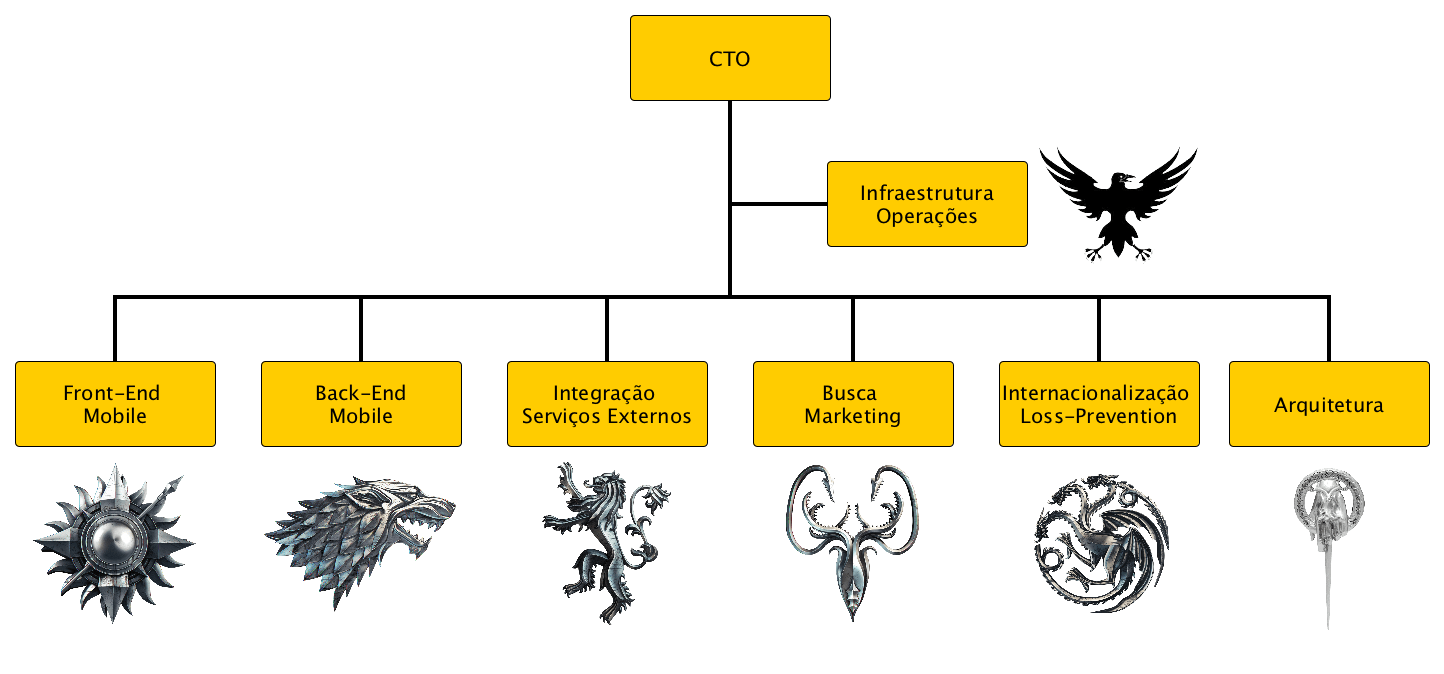 CTO
Infraestrutura
Operações
Front-End
Mobile
Back-End
Mobile
Integração
Serviços Externos
Busca
Marketing
Internacionalização
Loss-Prevention
Arquitetura